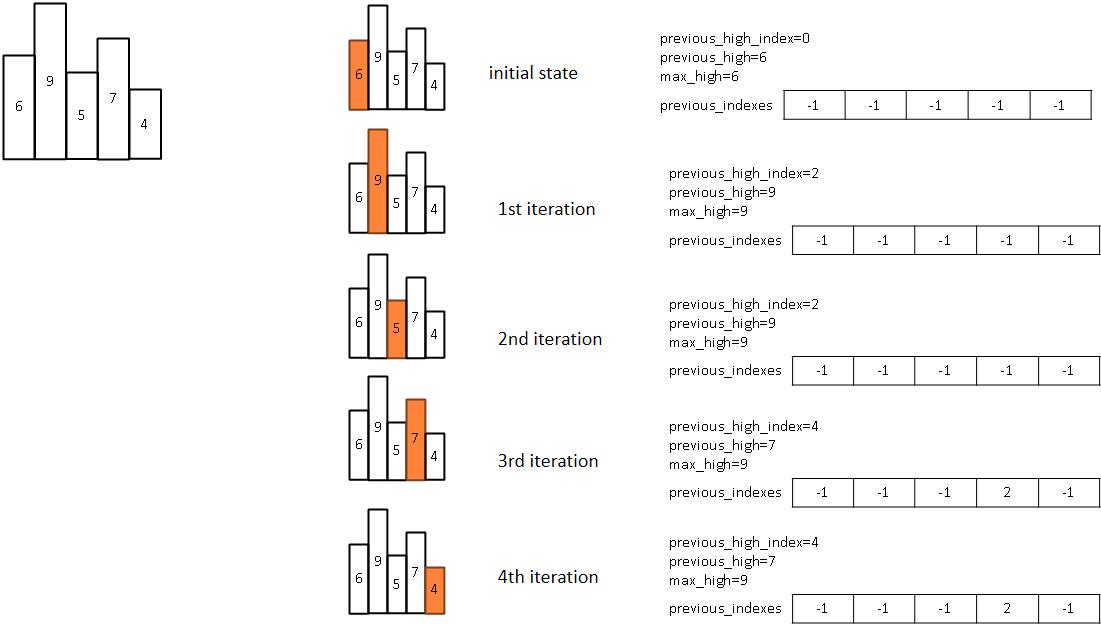 6 9 5 7 4
6 9 5 7 4
initial state
previous_high_index=0
previous_high=6
max_high=6
previous_indexes -1 -1 -1 -1 -1
6 9 5 7 4
1st iteration
previous_high_index=2
previous_high=9
max_high=9
previous_indexes -1 -1 -1 -1 -1
6 9 5 7 4
2nd iteration
previous_high_index=2
previous_high=9
max_high=9
previous_indexes -1 -1 -1 -1 -1
6 9 5 7 4
3rd iteration
previous_high_index=4
previous_high=7
max_high=9
previous_indexes -1 -1 -1 2 -1
6 9 5 7 4
4th iteration
previous_high_index=4
previous_high=7
max_high=9
previous_indexes -1 -1 -1 2 -1